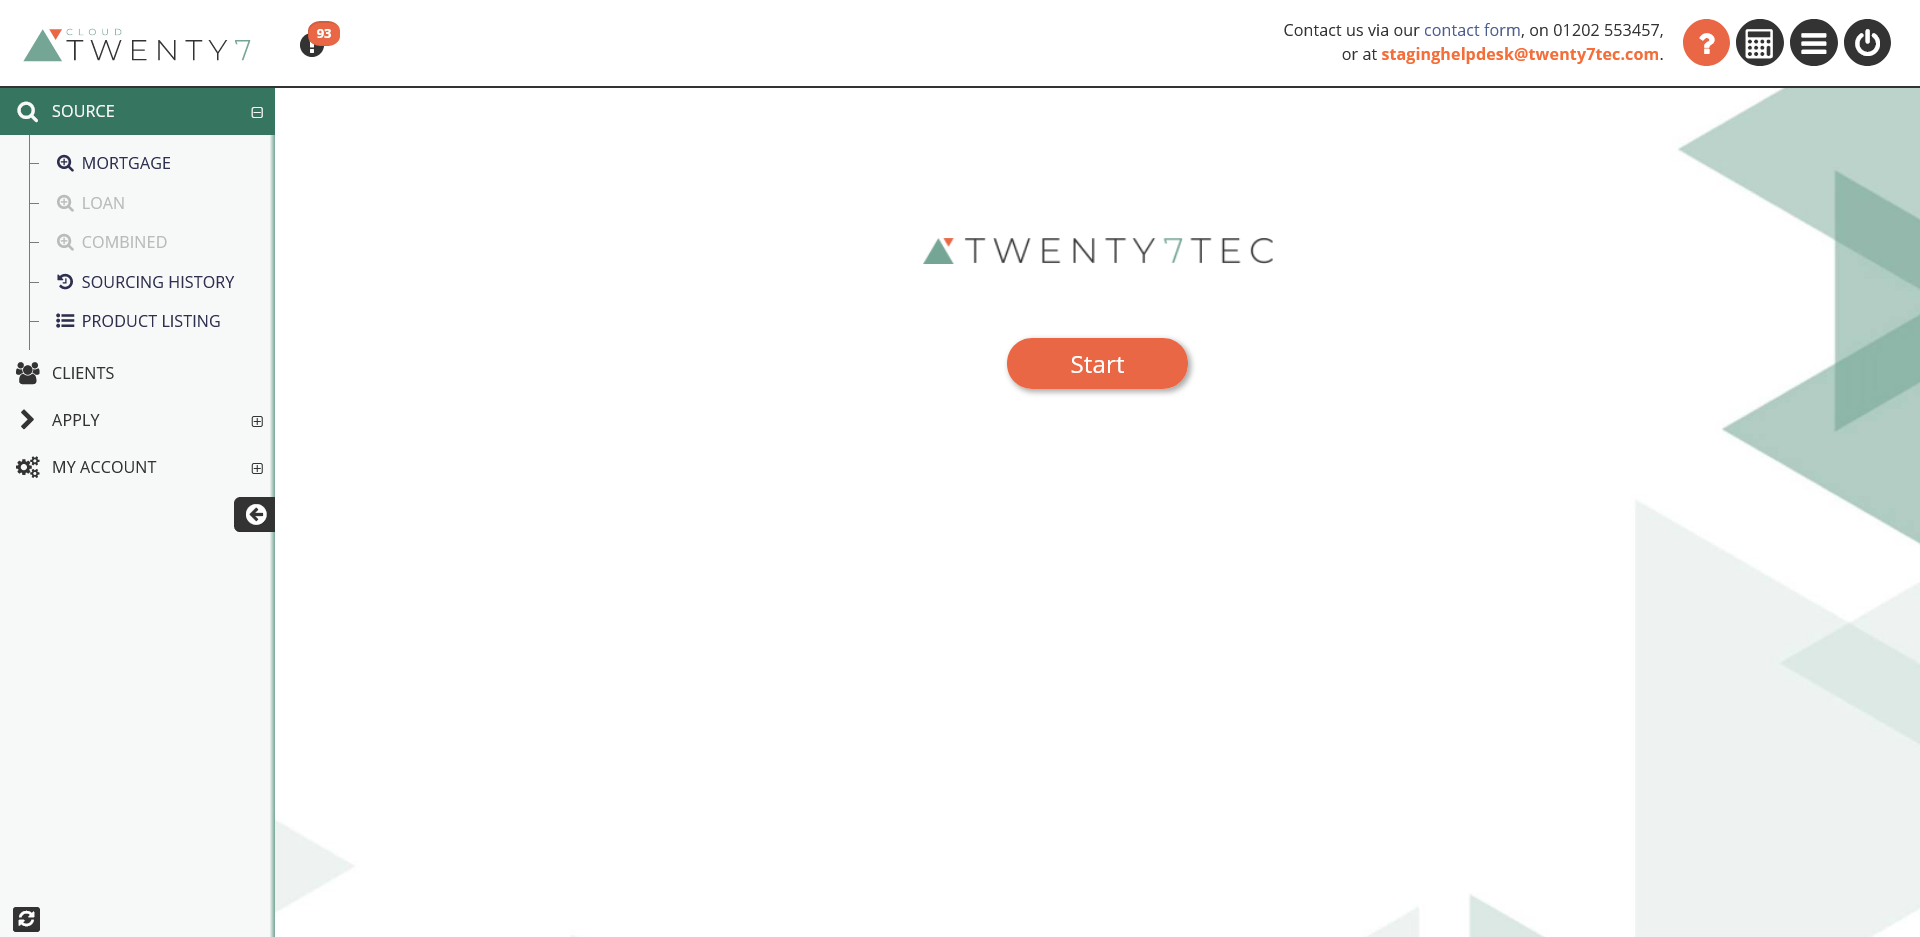 CLOUD
TWENTY7
93
Contact us via our contact form, on 01202 553457,
or at staginghelpdesk@twenty7tec.com.
SOURCE
MORTGAGE
LOAN
COMBINED
SOURCING HISTORY
PRODUCT LISTING
CLIENTS
APPLY
MY ACCOUNT
TWENTY7TEC
Start